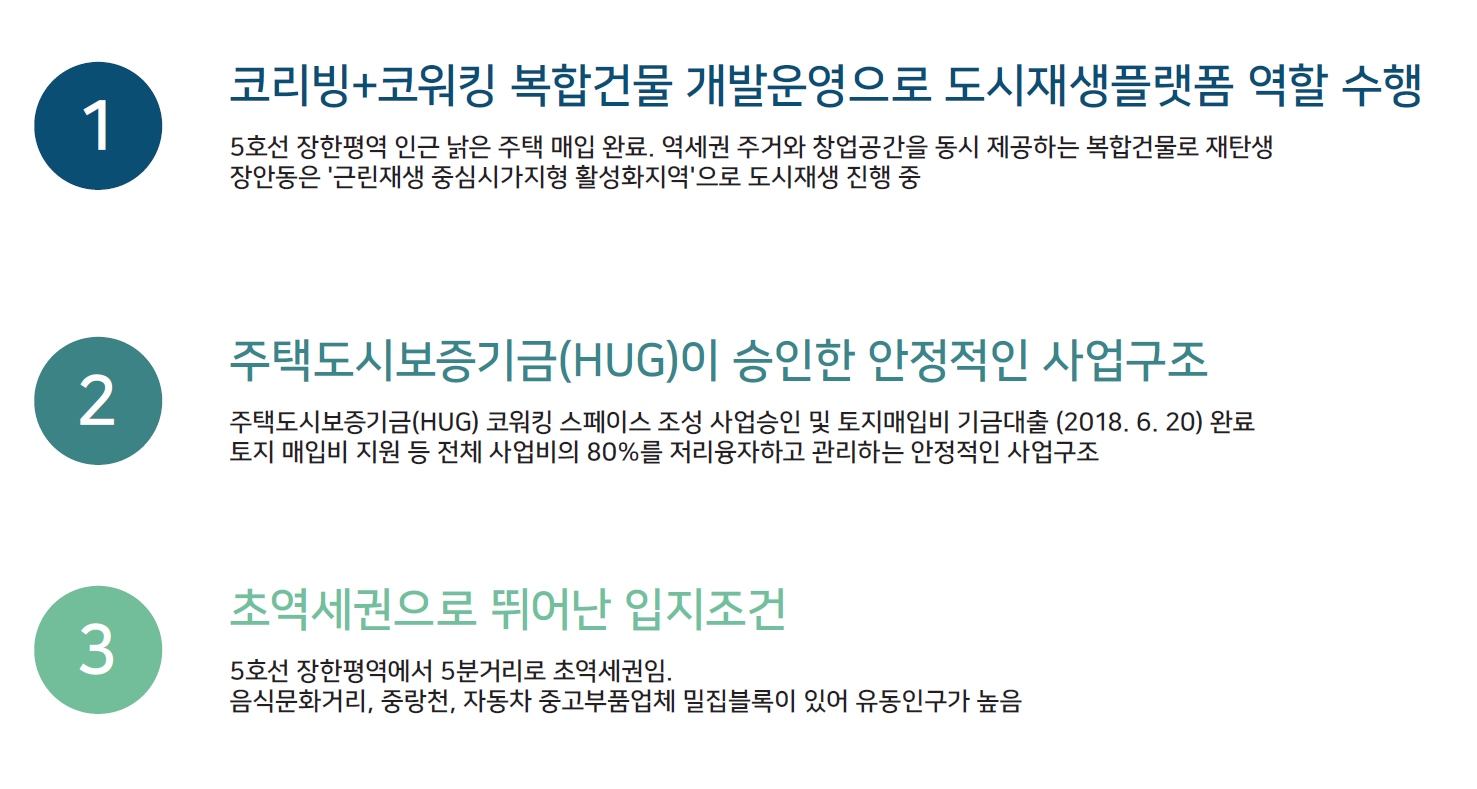 1
코리빙+코워킹 복합건물 개발운영으로 도시재생플랫폼 역할 수행
5호선 장한평역 인근 낡은 주택 매입 완료. 역세권 주거와 창업공간을 동시 제공하는 복합건물로 재탄생
장안동은 '근린재생 중심시가지형 활성화지역'으로 도시재생 진행 중
2
주택도시보증기금(HUG)이 승인한 안정적인 사업구조
주택도시보증기금(HUG) 코워킹 스페이스 조성 사업승인 및 토지매입비 기금대출 (2018. 6. 20) 완료
토지 매입비 지원 등 전체 사업비의 80%를 저리융자하고 관리하는 안정적인 사업구조
3
초역세권으로 뛰어난 입지조건
5호선 장한평역에서 5분거리로 초역세권임.
음식문화거리, 중랑천, 자동차 중고부품업체 밀집블록이 있어 유동인구가 높음